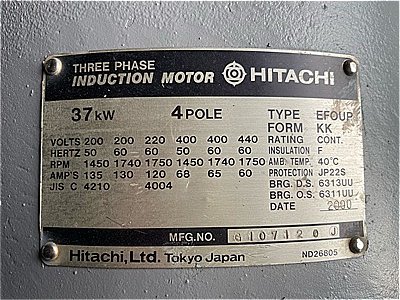 THREE PHASE
INDUCTION MOTOR HITACHI
37kW 4POLE TYPE EFOUP
FORM KK
VOLTS 200 200 220 400 400 440 RATING CONT.
HERTZ 50 60 60 50 60 60 INSULATION F
RPM 1450 1740 1750 1450 1740 1750 AMB. TEMP. 40°C
AMP'S 135 130 120 68 65 60 PROTECTION JP22S
JIS C 4210 4004 BRG. D.S. 6313UU
BRG. O.S. 6311UU
DATE 2000
MFG.NO. G107120J
Hitachi, Ltd. Tokyo Japan ND26805